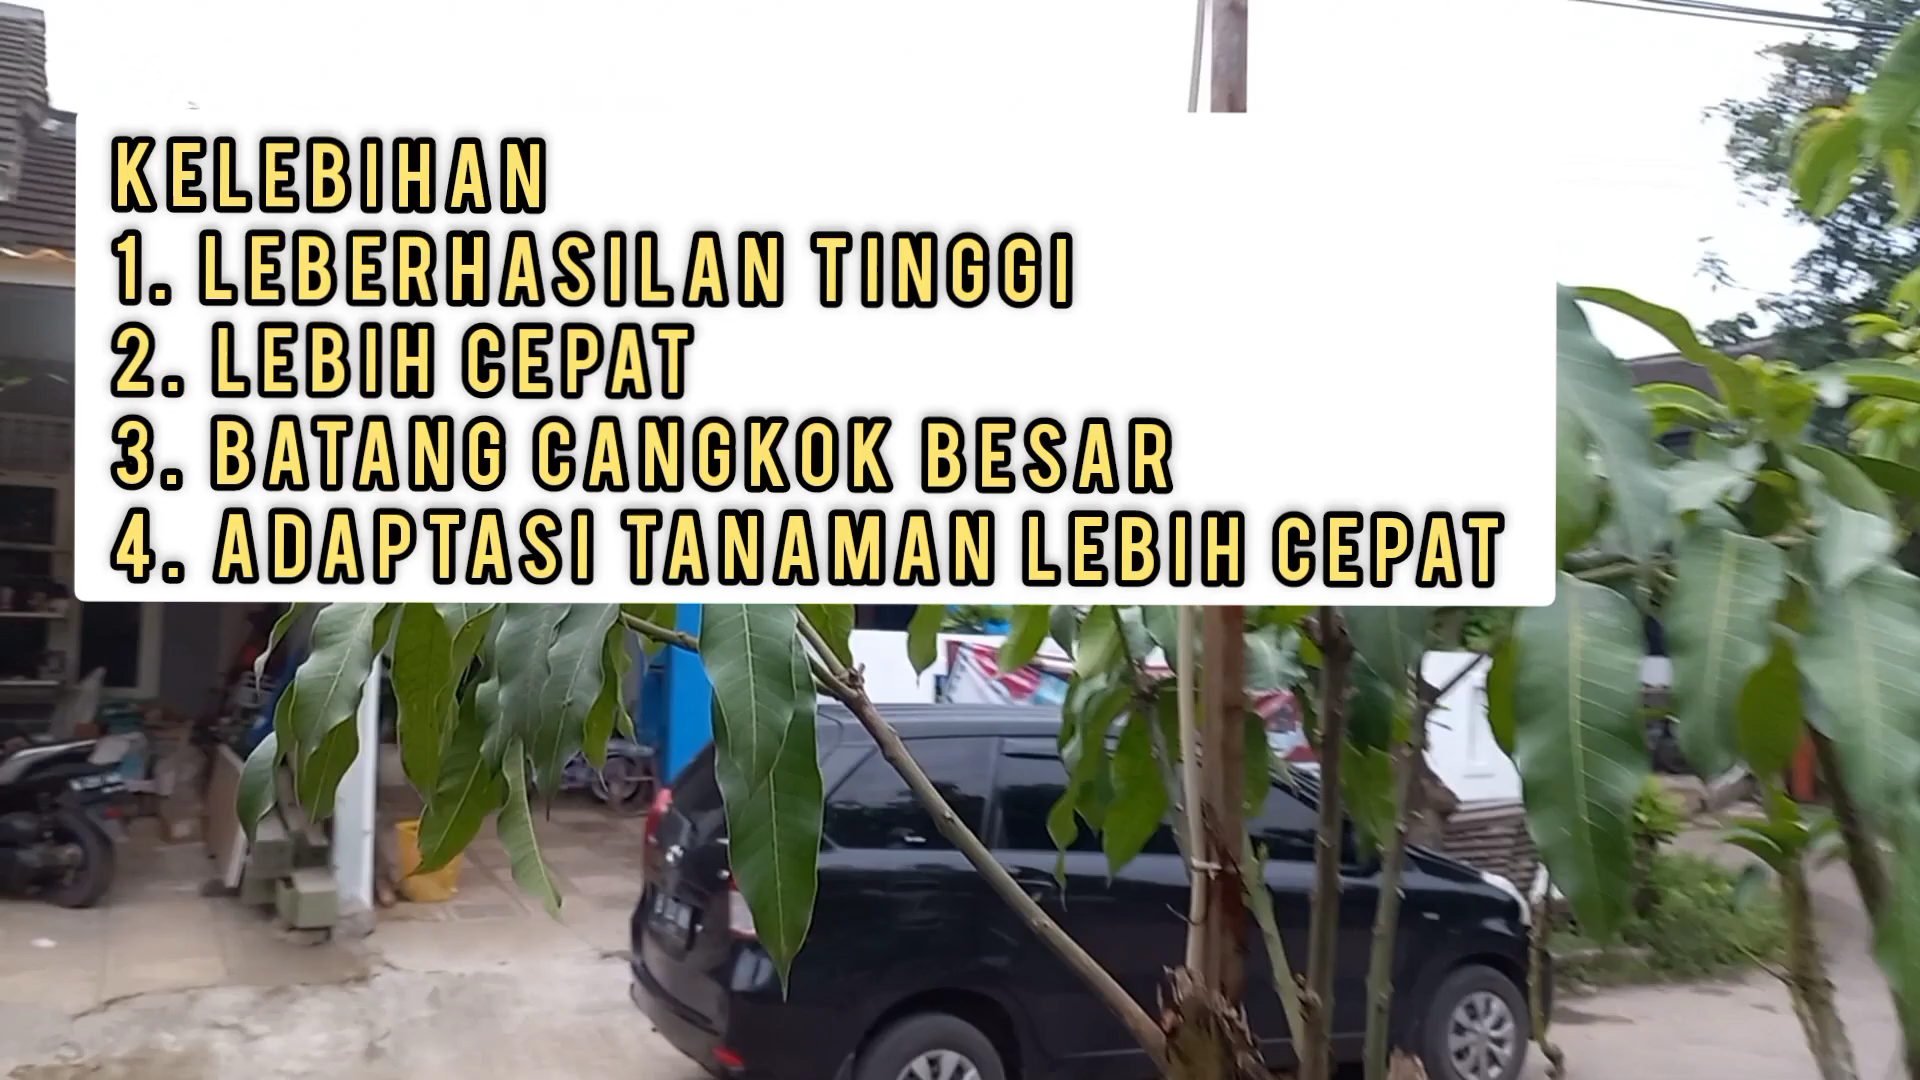 KELEBIHAN
1. LEBERHASILAN TINGGI
2. LEBIH CEPAT
3. BATANG CANGKOK BESAR
4. ADAPTASI TANAMAN LEBIH CEPAT